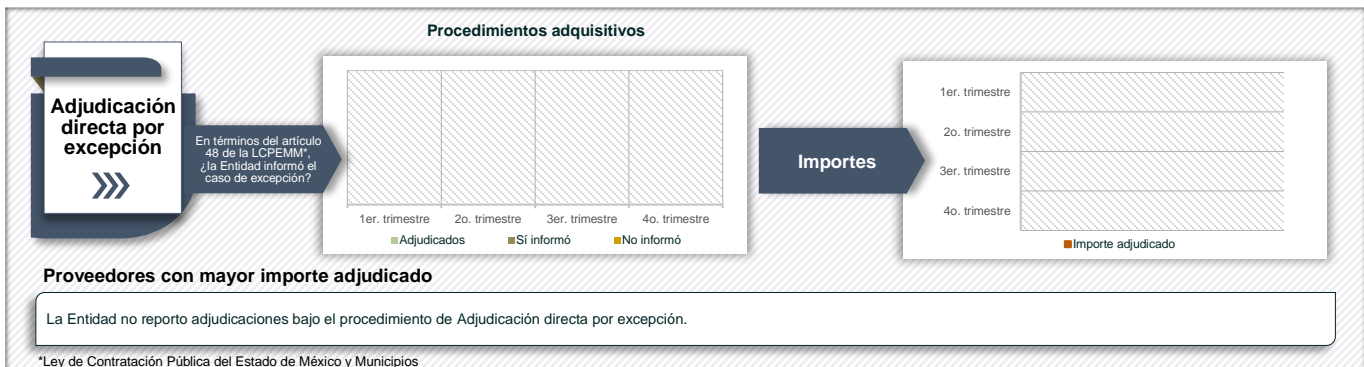 Procedimientos adquisitivos
Adjudicación
directa por
excepción
En términos del artículo
48 de la LCPEMM*,
¿la Entidad informó el
caso de excepción?
1er. trimestre
2o. trimestre
3er. trimestre
4o. trimestre
Adjudicados
Sí informó
No informó
Importes
1er. trimestre
2o. trimestre
3er. trimestre
4o. trimestre
Importe adjudicado
Proveedores con mayor importe adjudicado
La Entidad no reporto adjudicaciones bajo el procedimiento de Adjudicación directa por excepción.
*Ley de Contratación Pública del Estado de México y Municipios